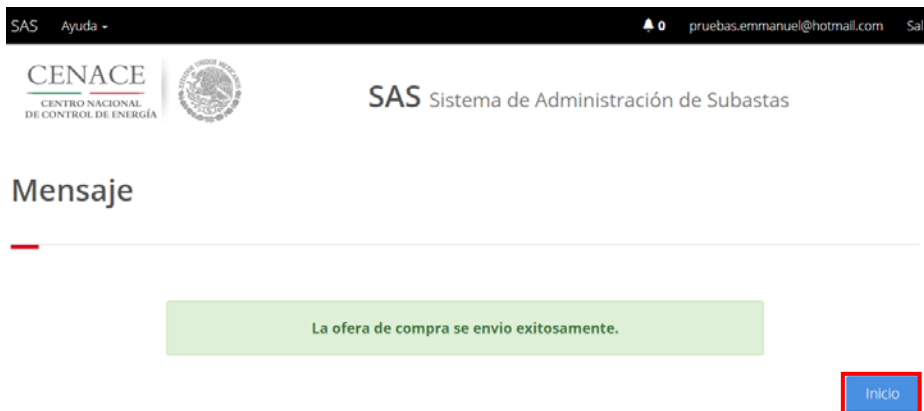 SAS Ayuda 0 pruebas.emmanuel@hotmail.com Sal
CENACE
CENTRO NACIONAL
DE CONTROL DE ENERGÍA
SAS Sistema de Administración de Subastas
Mensaje
La ofera de compra se envio exitosamente.
Inicio